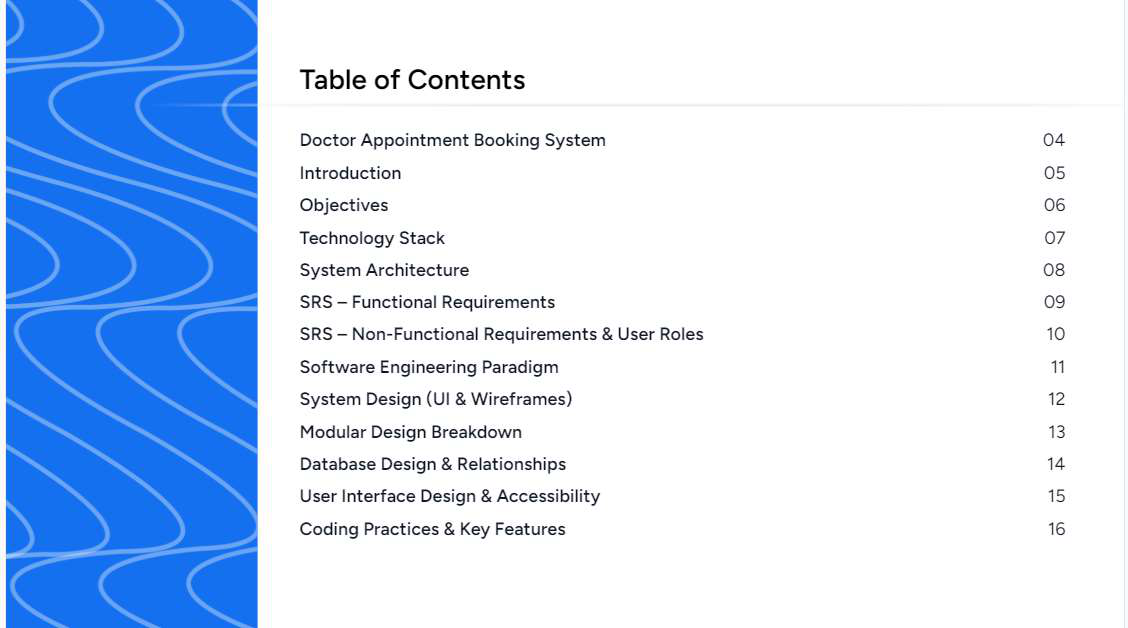 Table of Contents
Doctor Appointment Booking System 04
Introduction 05
Objectives 06
Technology Stack 07
System Architecture 08
SRS – Functional Requirements 09
SRS – Non-Functional Requirements & User Roles 10
Software Engineering Paradigm 11
System Design (UI & Wireframes) 12
Modular Design Breakdown 13
Database Design & Relationships 14
User Interface Design & Accessibility 15
Coding Practices & Key Features 16